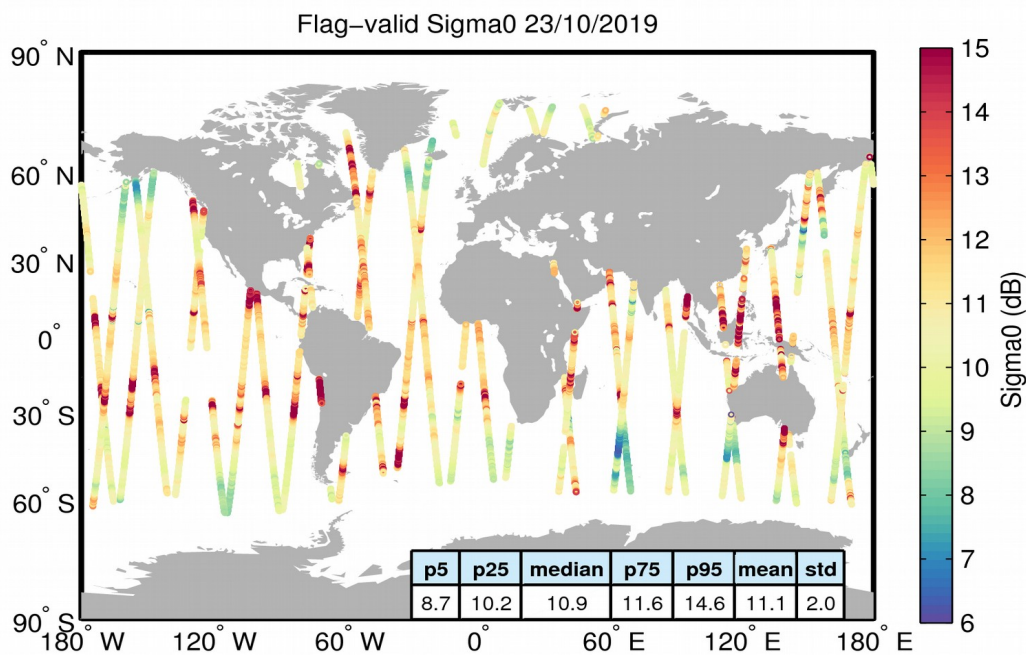 Flag-valid Sigma0 23/10/2019
90° N
60° N
30° N
0°
30° S
60° S
90° S
180° W
120° W
60° W
0°
60° E
120° E
180° E
15
14
13
12
11
10
9
8
7
6
Sigma0 (dB)
p5 p25 median p75 p95 mean std
8.7 10.2 10.9 11.6 14.6 11.1 2.0